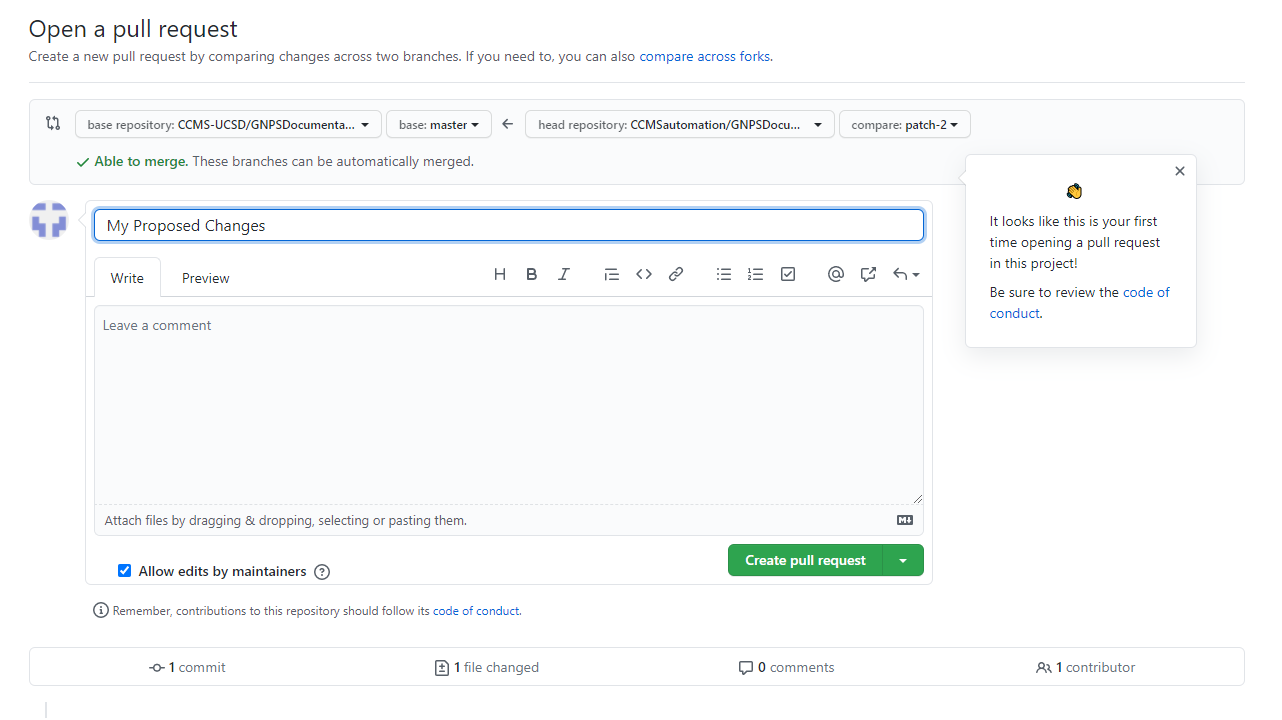 Open a pull request
Create a new pull request by comparing changes across two branches. If you need to, you can also compare across forks.
base repository: CCMS-UCSD/GNPSDocumenta... base: master head repository: CCMSautomation/GNPSDocu... compare: patch-2
Able to merge. These branches can be automatically merged.
My Proposed Changes
Write Preview H B I
Leave a comment
Attach files by dragging & dropping, selecting or pasting them.
Allow edits by maintainers
Create pull request
Remember, contributions to this repository should follow its code of conduct.
It looks like this is your first
time opening a pull request
in this project!
Be sure to review the code of
conduct.
1 commit 1 file changed 0 comments 1 contributor